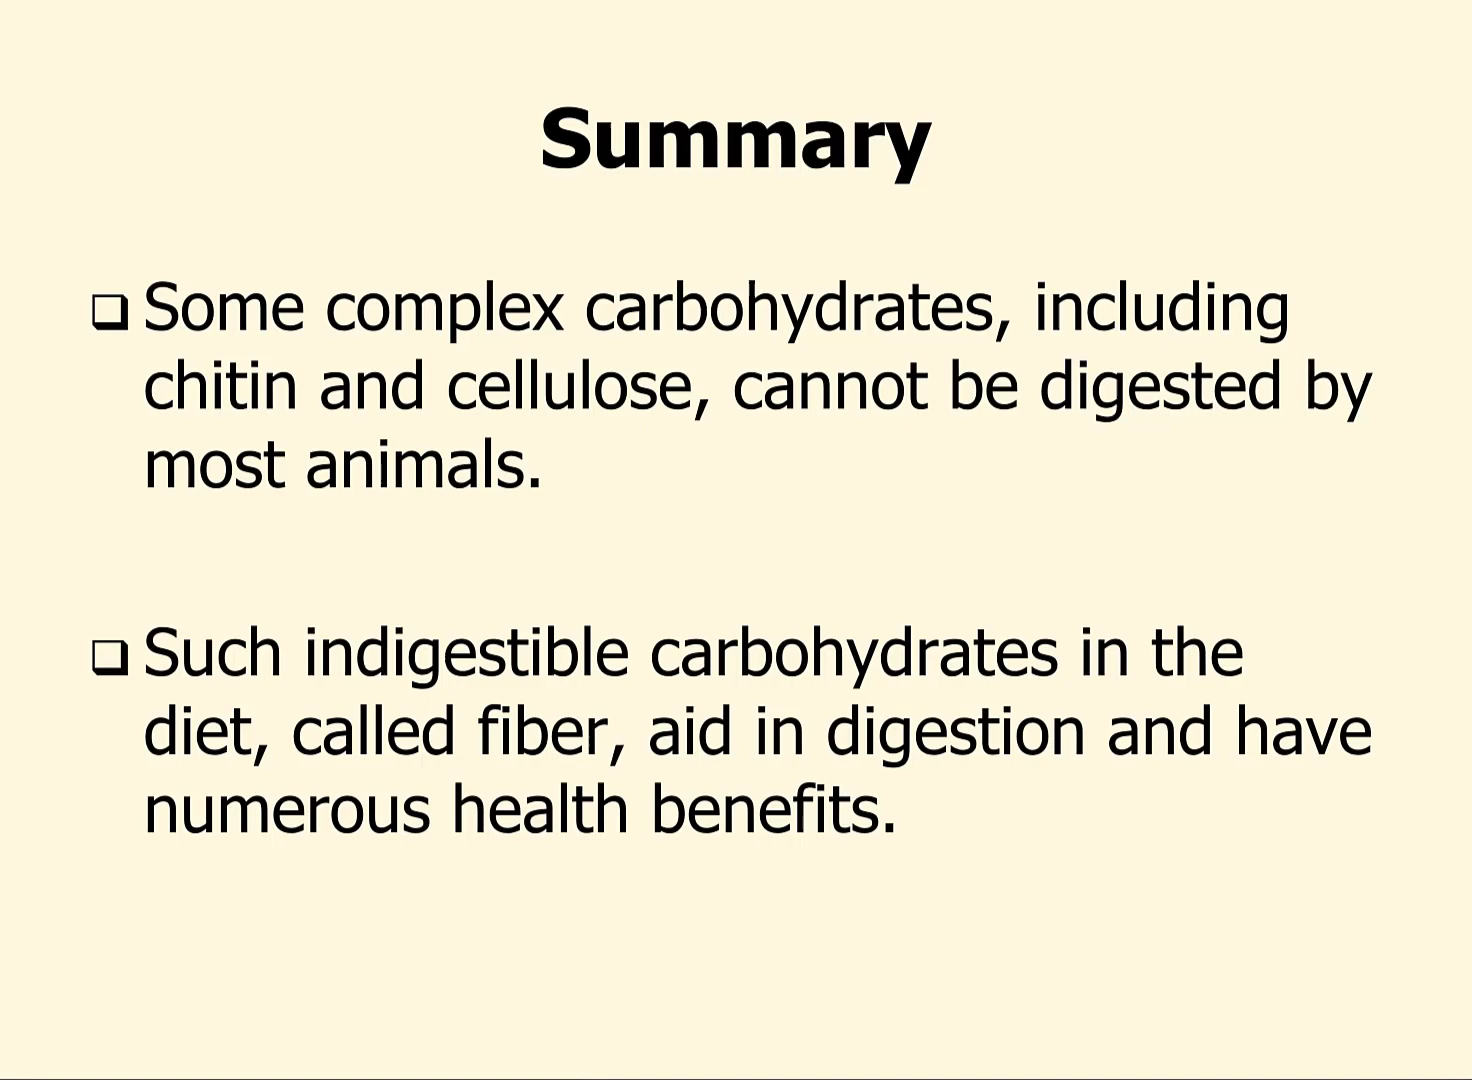 Summary
❑ Some complex carbohydrates, including
chitin and cellulose, cannot be digested by
most animals.
❑ Such indigestible carbohydrates in the
diet, called fiber, aid in digestion and have
numerous health benefits.